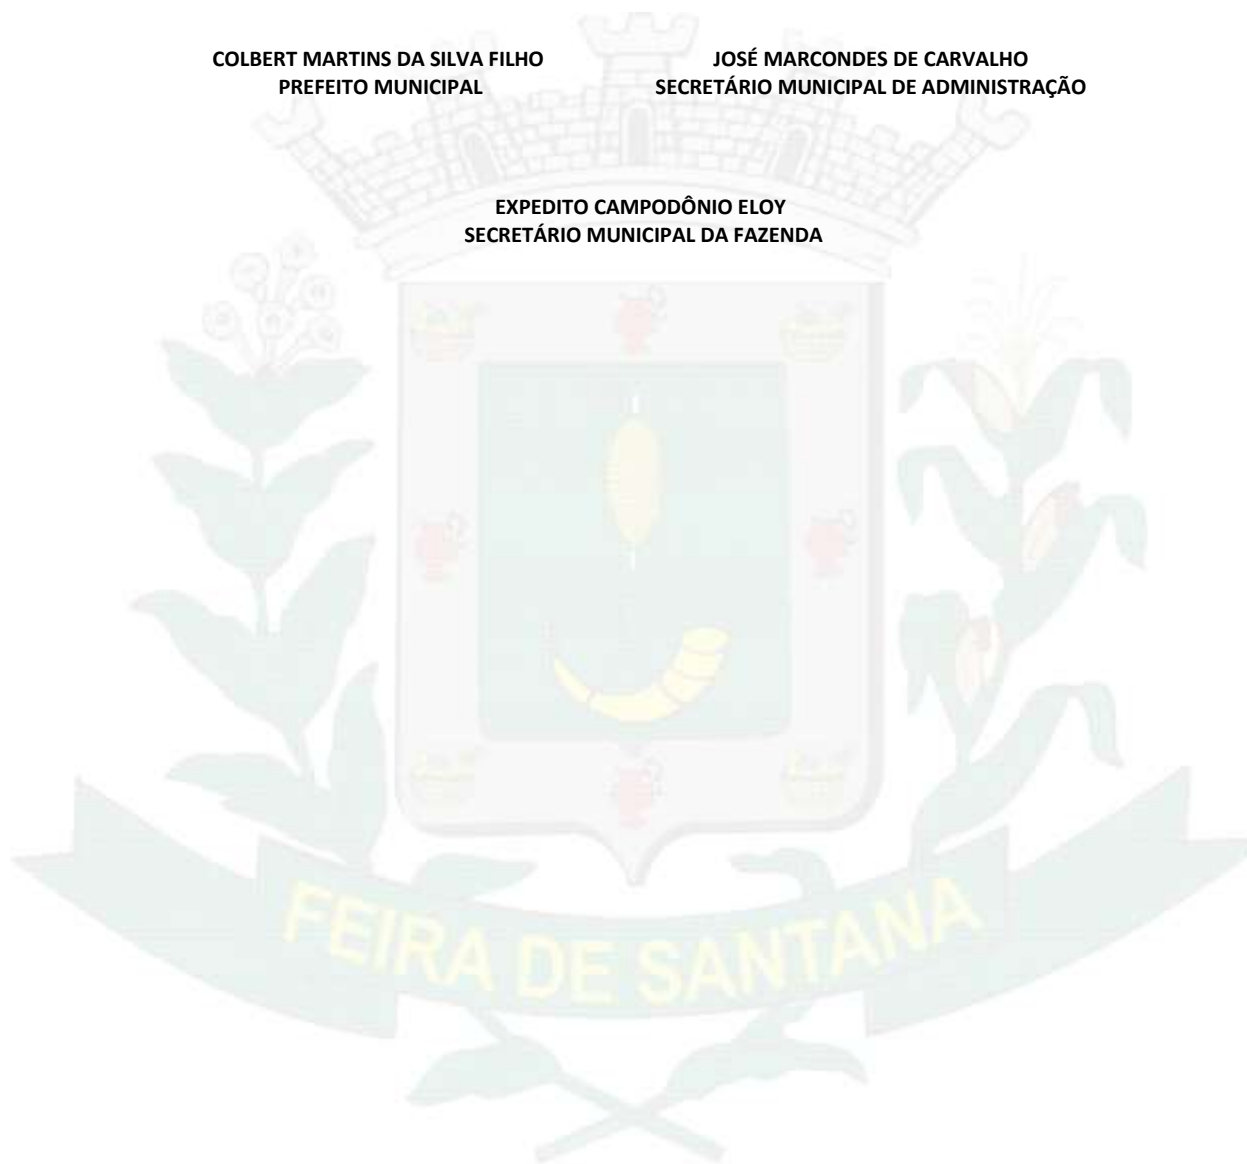 COLBERT MARTINS DA SILVA FILHO
PREFEITO MUNICIPAL
JOSÉ MARCONDES DE CARVALHO
SECRETÁRIO MUNICIPAL DE ADMINISTRAÇÃO
EXPEDITO CAMPODÔNIO ELOY
SECRETÁRIO MUNICIPAL DA FAZENDA
FEIRA DE SANTANA